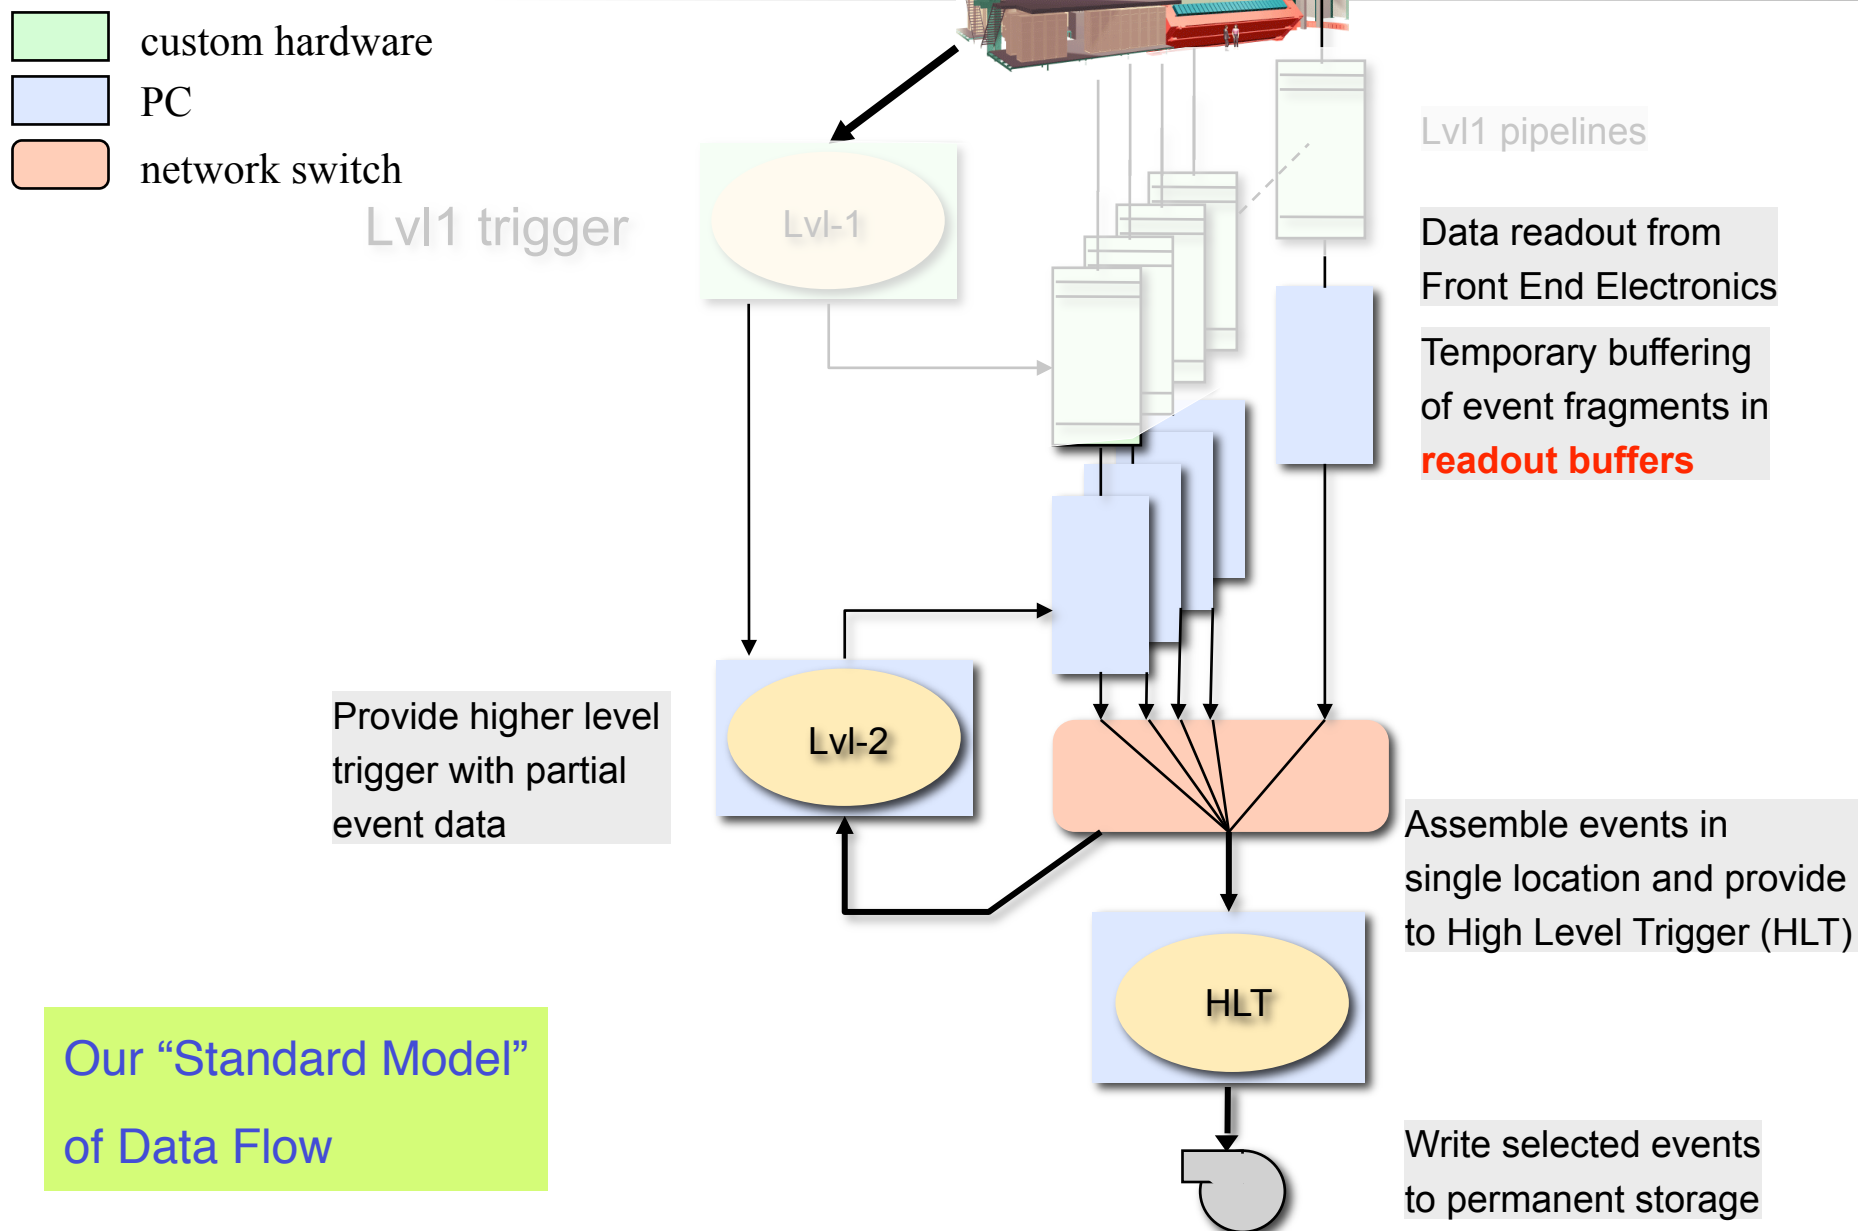 custom hardware
PC
network switch
Lvl1 trigger
Lvl-1
Lvl1 pipelines
Data readout from
Front End Electronics
Temporary buffering
of event fragments in
readout buffers
Provide higher level
trigger with partial
event data
Lvl-2
Assemble events in
single location and provide
to High Level Trigger (HLT)
HLT
Our “Standard Model”
of Data Flow
Write selected events
to permanent storage